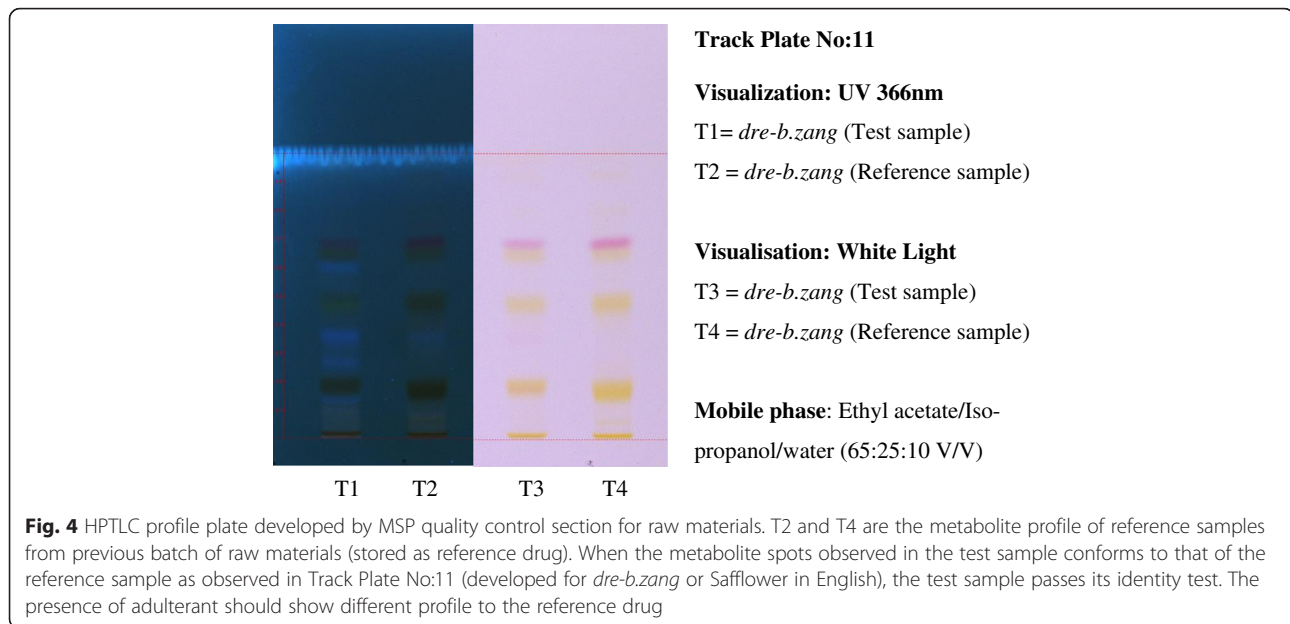 Track Plate No:11
Visualization: UV 366nm
T1= dre-b.zang (Test sample)
T2 = dre-b.zang (Reference sample)
Visualisation: White Light
T3 = dre-b.zang (Test sample)
T4 = dre-b.zang (Reference sample)
Mobile phase: Ethyl acetate/Iso-
propanol/water (65:25:10 V/V)
T1 T2 T3 T4
Fig. 4 HPTLC profile plate developed by MSP quality control section for raw materials. T2 and T4 are the metabolite profile of reference samples
from previous batch of raw materials (stored as reference drug). When the metabolite spots observed in the test sample conforms to that of the
reference sample as observed in Track Plate No:11 (developed for dre-b.zang or Safflower in English), the test sample passes its identity test. The
presence of adulterant should show different profile to the reference drug